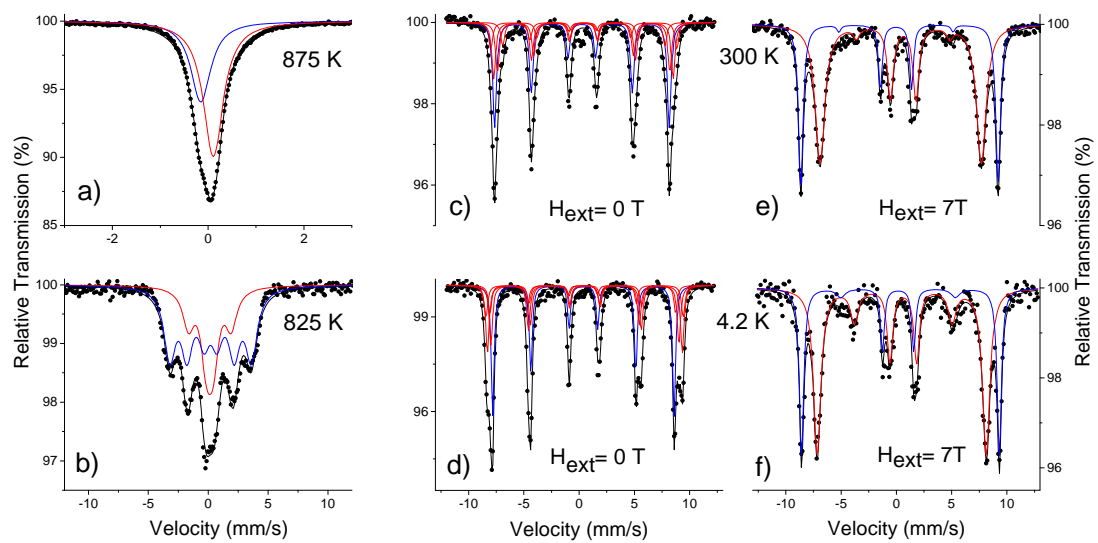 Relative Transmission (%)
100
95
90
85
875 K
a)
-2
0
2
100
99
98
97
825 K
b)
-10
-5
0
5
10
Velocity (mm/s)
100
98
96
c)
Hext= 0 T
99
96
d)
Hext= 0 T
-10
-5
0
5
10
Velocity (mm/s)
300 K
e)
Hext= 7T
100
98
96
4.2 K
f)
Hext= 7T
100
98
96
-10
-5
0
5
10
Velocity (mm/s)
Relative Transmission (%)